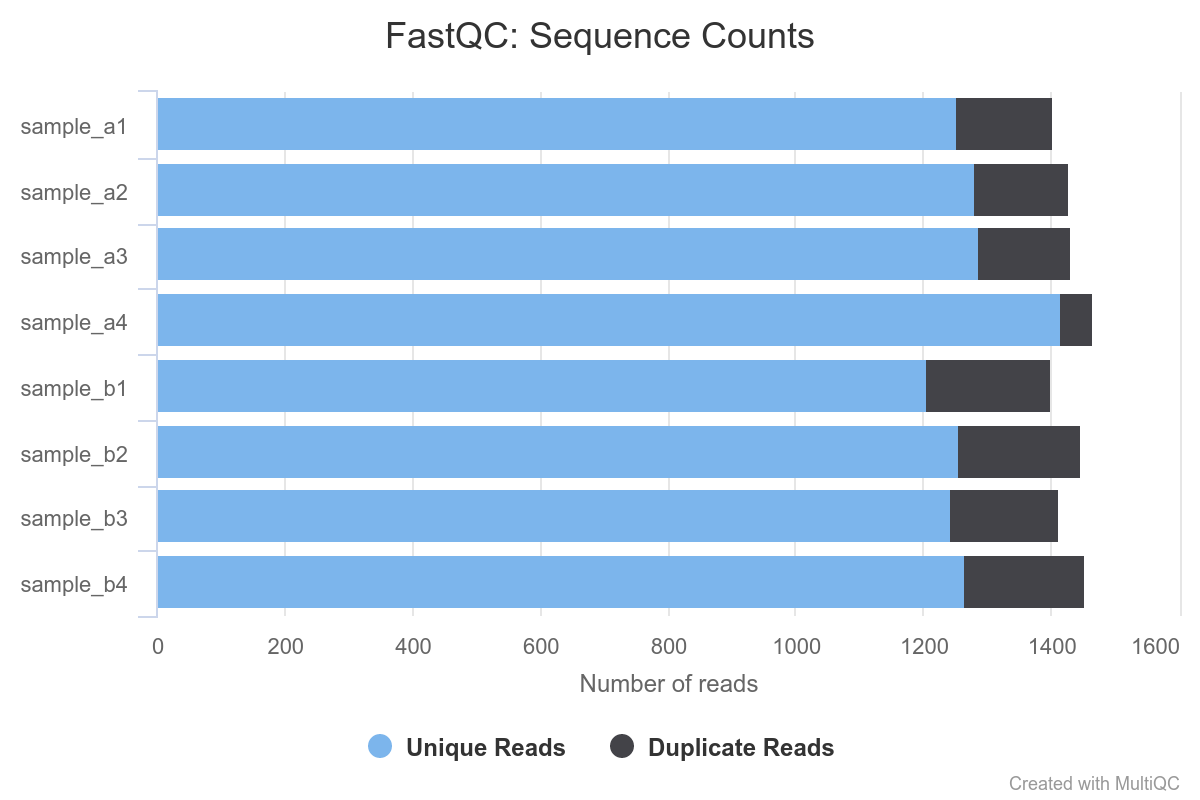 FastQC: Sequence Counts
sample_a1
sample_a2
sample_a3
sample_a4
sample_b1
sample_b2
sample_b3
sample_b4
0 200 400 600 800 1000 1200 1400 1600
Number of reads
Unique Reads Duplicate Reads
Created with MultiQC